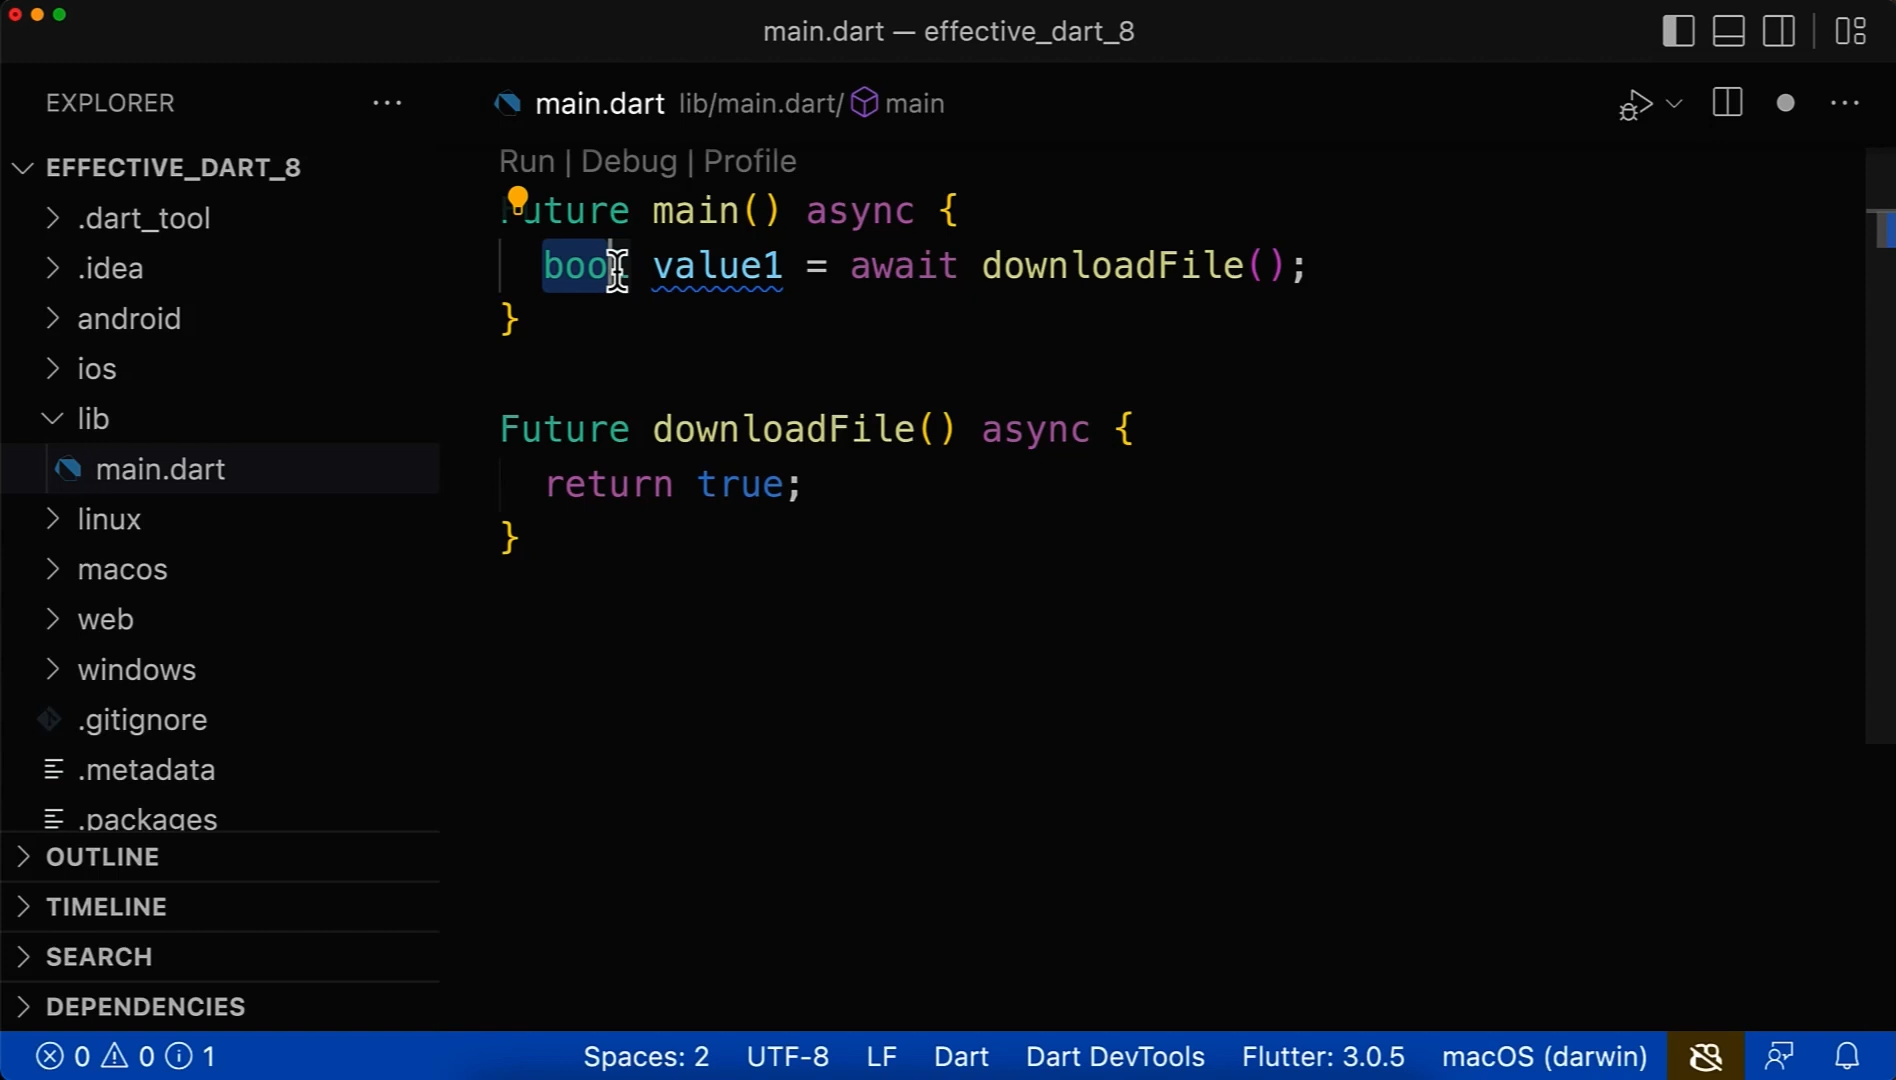 main.dart — effective_dart_8
EXPLORER
main.dart lib/main.dart/ main
EFFECTIVE_DART_8
.dart_tool
.idea
android
ios
lib
main.dart
linux
macos
web
windows
.gitignore
.metadata
.packages
OUTLINE
TIMELINE
SEARCH
DEPENDENCIES
Run | Debug | Profile
Future main() async {
bool value1 = await downloadFile();
}
Future downloadFile() async {
return true;
}
0 0 1
Spaces: 2 UTF-8 LF Dart Dart DevTools Flutter: 3.0.5 macOS (darwin)